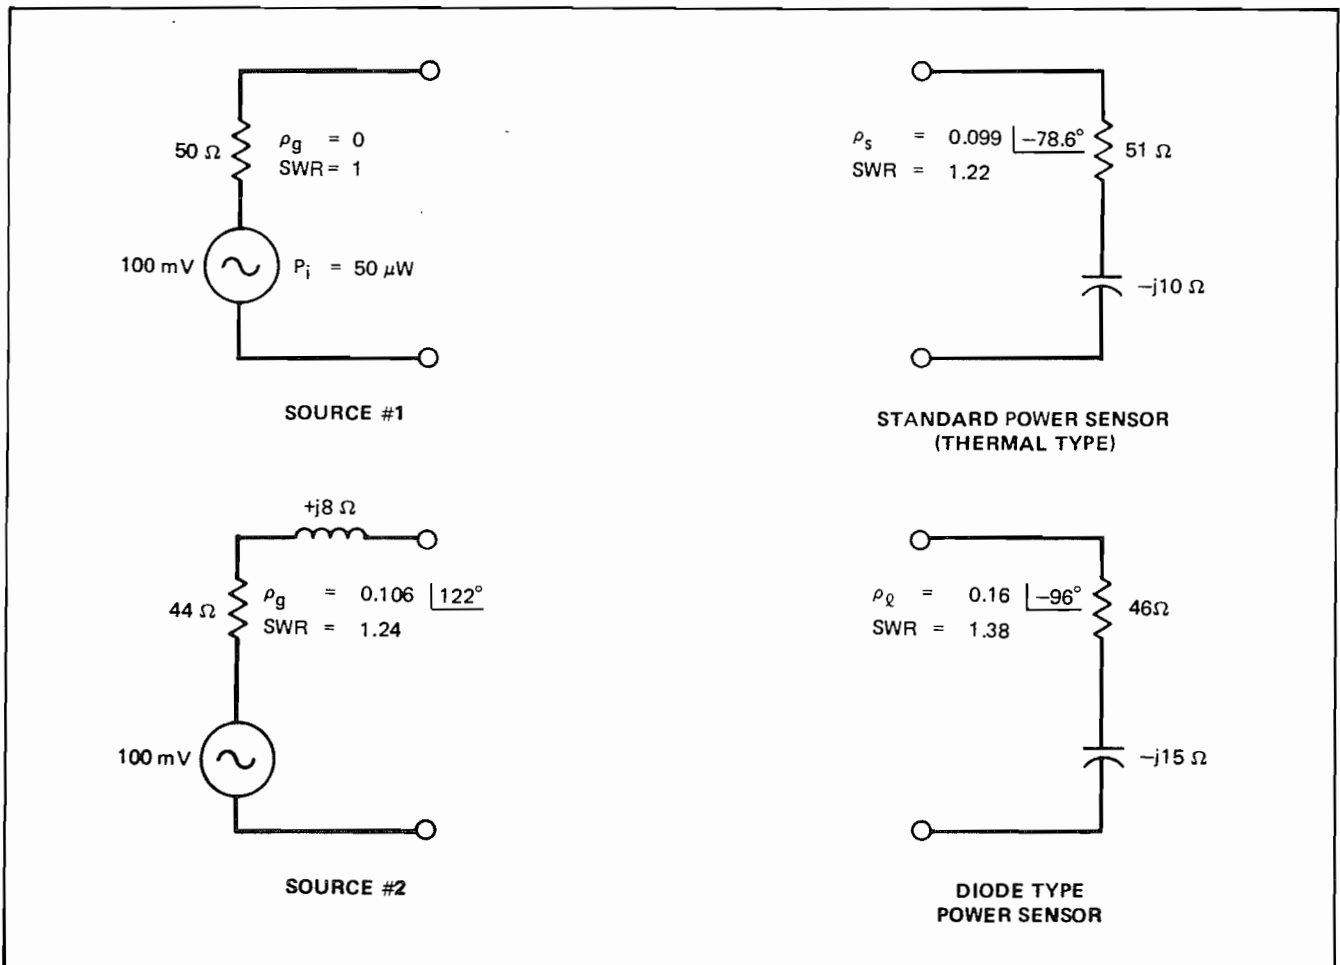 50 Ω
ρg = 0
SWR = 1
100 mV
Pi = 50 μW
SOURCE #1
ρs = 0.099 |-78.6°
SWR = 1.22
51 Ω
-j10 Ω
STANDARD POWER SENSOR
(THERMAL TYPE)
+j8 Ω
44 Ω
ρg = 0.106 |122°
SWR = 1.24
100 mV
SOURCE #2
ρℓ = 0.16 |-96°
SWR = 1.38
46Ω
-j15 Ω
DIODE TYPE
POWER SENSOR